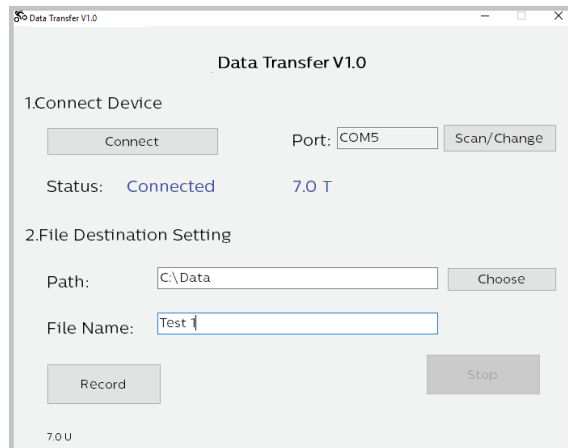 Data Transfer V1.0
Data Transfer V1.0
1.Connect Device
Connect Port: COM5 Scan/Change
Status: Connected 7.0 T
2.File Destination Setting
Path: C:\Data Choose
File Name: Test 1
Record Stop
7.0 U